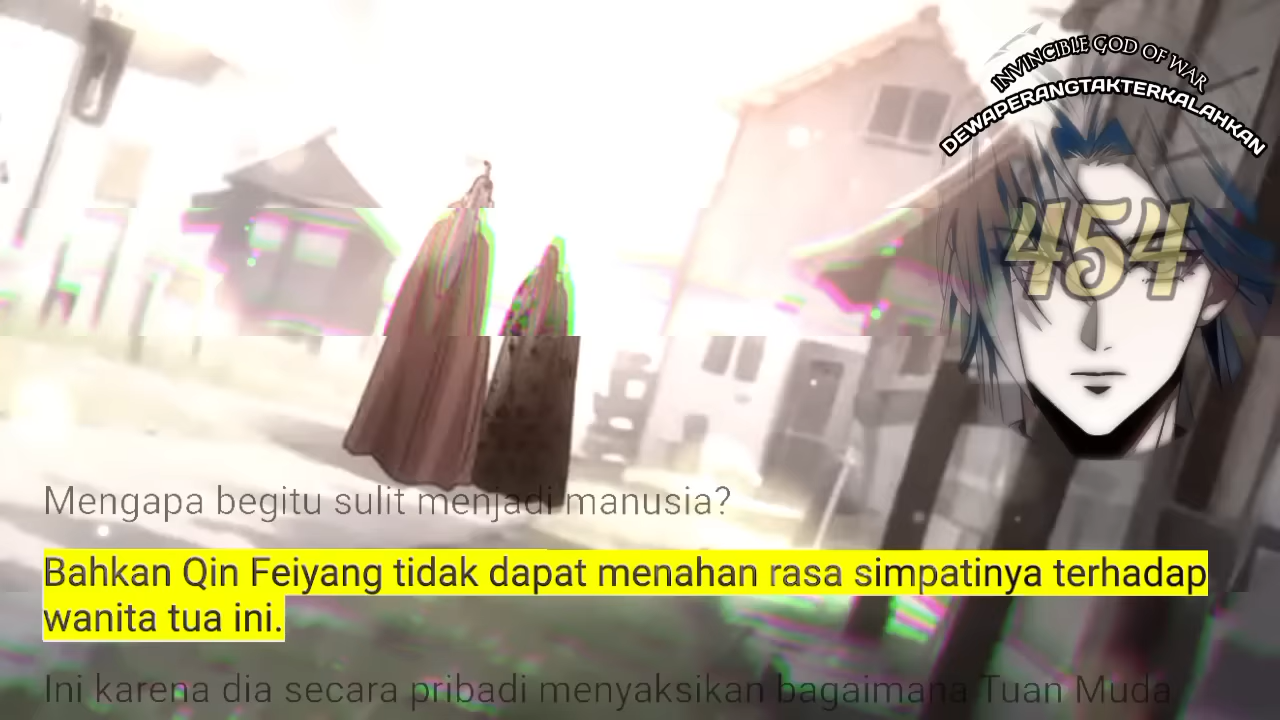 INVINCIBLE GOD OF WAR
DEWAPERANGTAKTERKALAHKAN
454
Mengapa begitu sulit menjadi manusia?
Bahkan Qin Feiyang tidak dapat menahan rasa simpatinya terhadap
wanita tua ini.
Ini karena dia secara pribadi menyaksikan bagaimana Tuan Muda